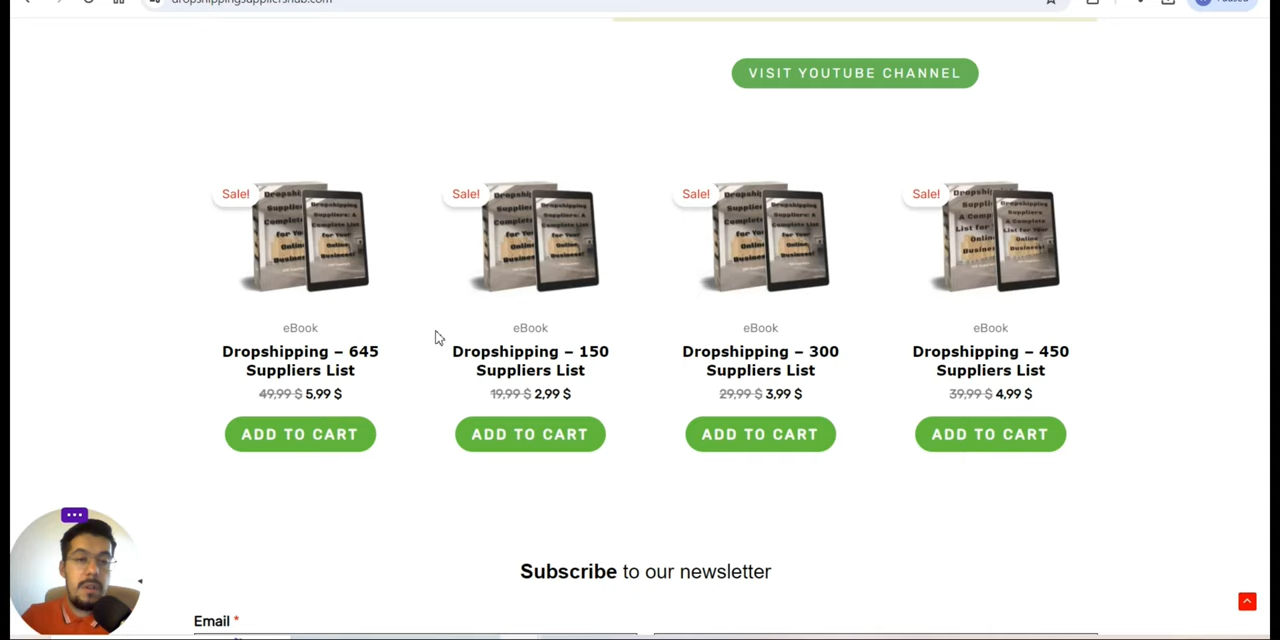 dropshippingsuppliershub.com
Paused
VISIT YOUTUBE CHANNEL
Sale! Sale! Sale! Sale!
eBook eBook eBook eBook
Dropshipping – 645 Dropshipping – 150 Dropshipping – 300 Dropshipping – 450
Suppliers List Suppliers List Suppliers List Suppliers List
49,99 $ 5,99 $ 19,99 $ 2,99 $ 29,99 $ 3,99 $ 39,99 $ 4,99 $
ADD TO CART ADD TO CART ADD TO CART ADD TO CART
Subscribe to our newsletter
Email *